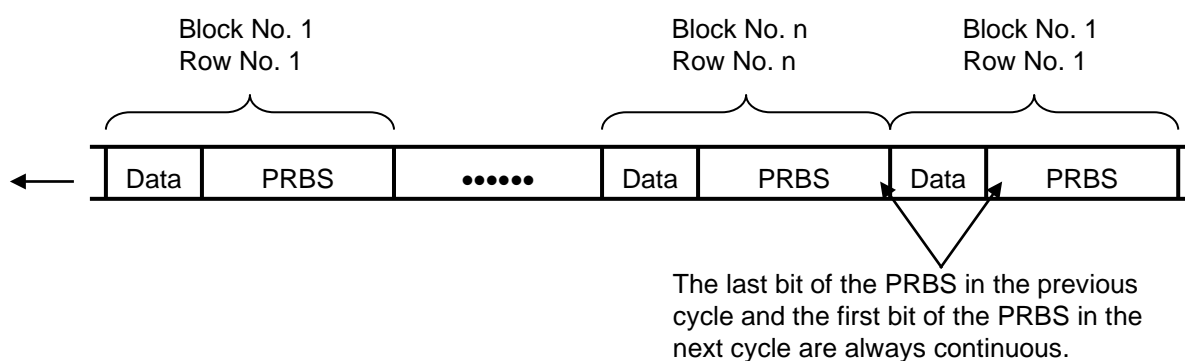 Block No. 1
Row No. 1
Block No. n
Row No. n
Block No. 1
Row No. 1
Data PRBS •••••• Data PRBS Data PRBS
The last bit of the PRBS in the previous
cycle and the first bit of the PRBS in the
next cycle are always continuous.